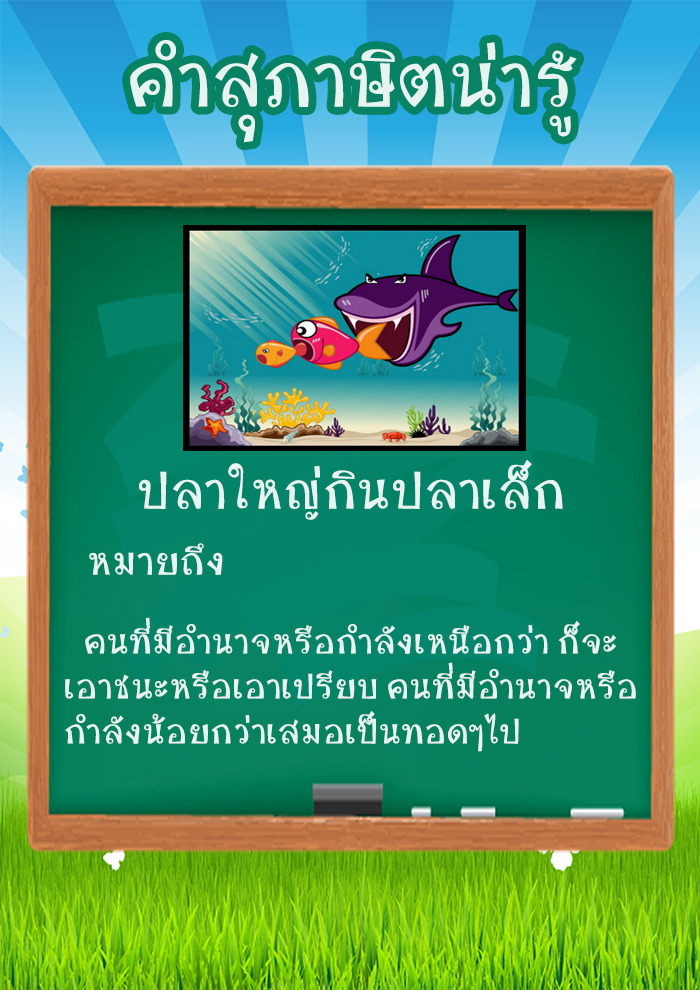 คำสุภาษิตน่ารู้
ปลาใหญ่กินปลาเล็ก
หมายถึง
คนที่มีอำนาจหรือกำลังเหนือกว่า ก็จะ
เอาชนะหรือเอาเปรียบ คนที่มีอำนาจหรือ
กำลังน้อยกว่าเสมอเป็นทอดๆไป